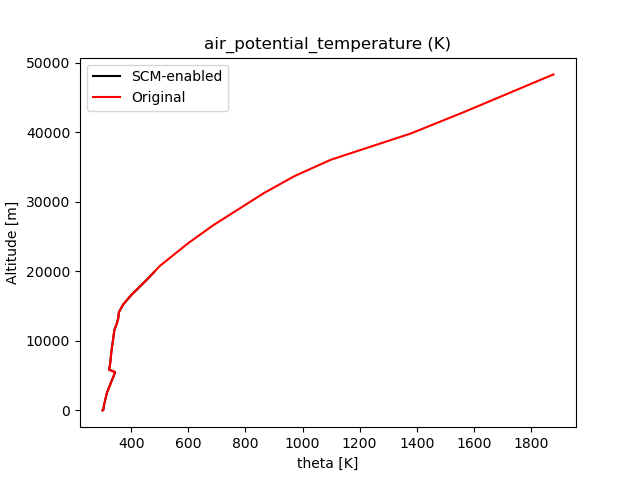 air_potential_temperature (K)
SCM-enabled
Original
50000
40000
30000
20000
10000
0
Altitude [m]
400 600 800 1000 1200 1400 1600 1800
theta [K]